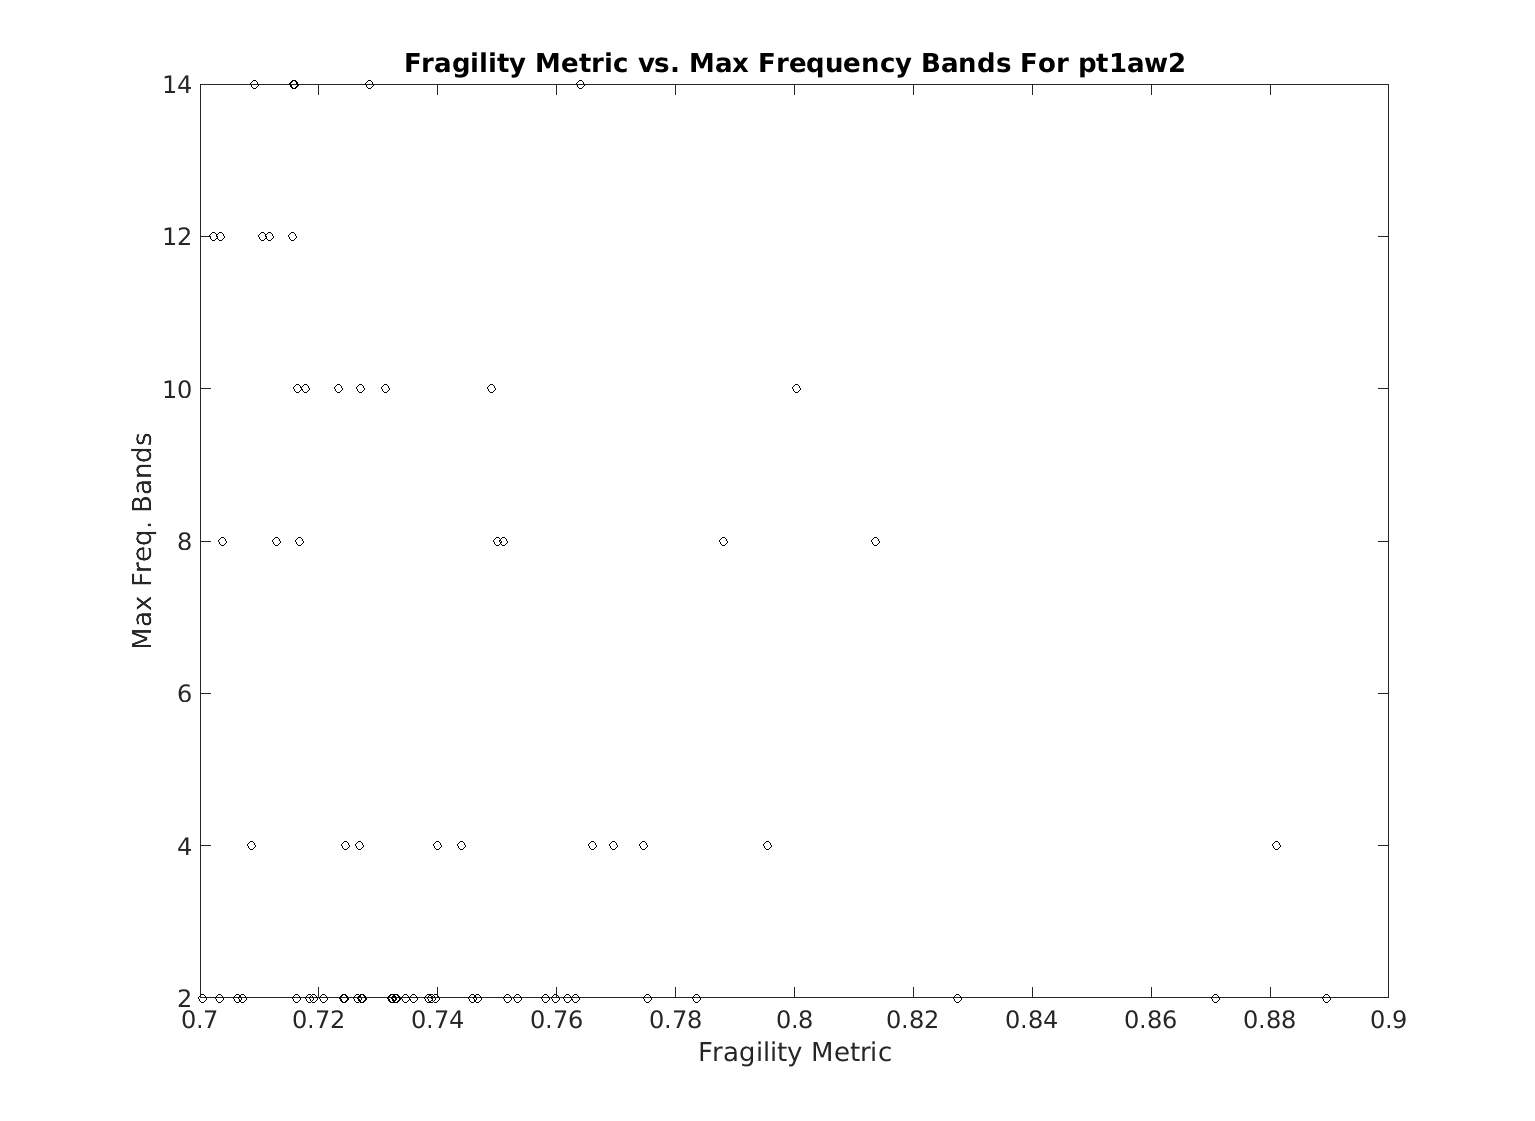 Fragility Metric vs. Max Frequency Bands For pt1aw2
14
12
10
8
6
4
2
Max Freq. Bands
0.7 0.72 0.74 0.76 0.78 0.8 0.82 0.84 0.86 0.88 0.9
Fragility Metric